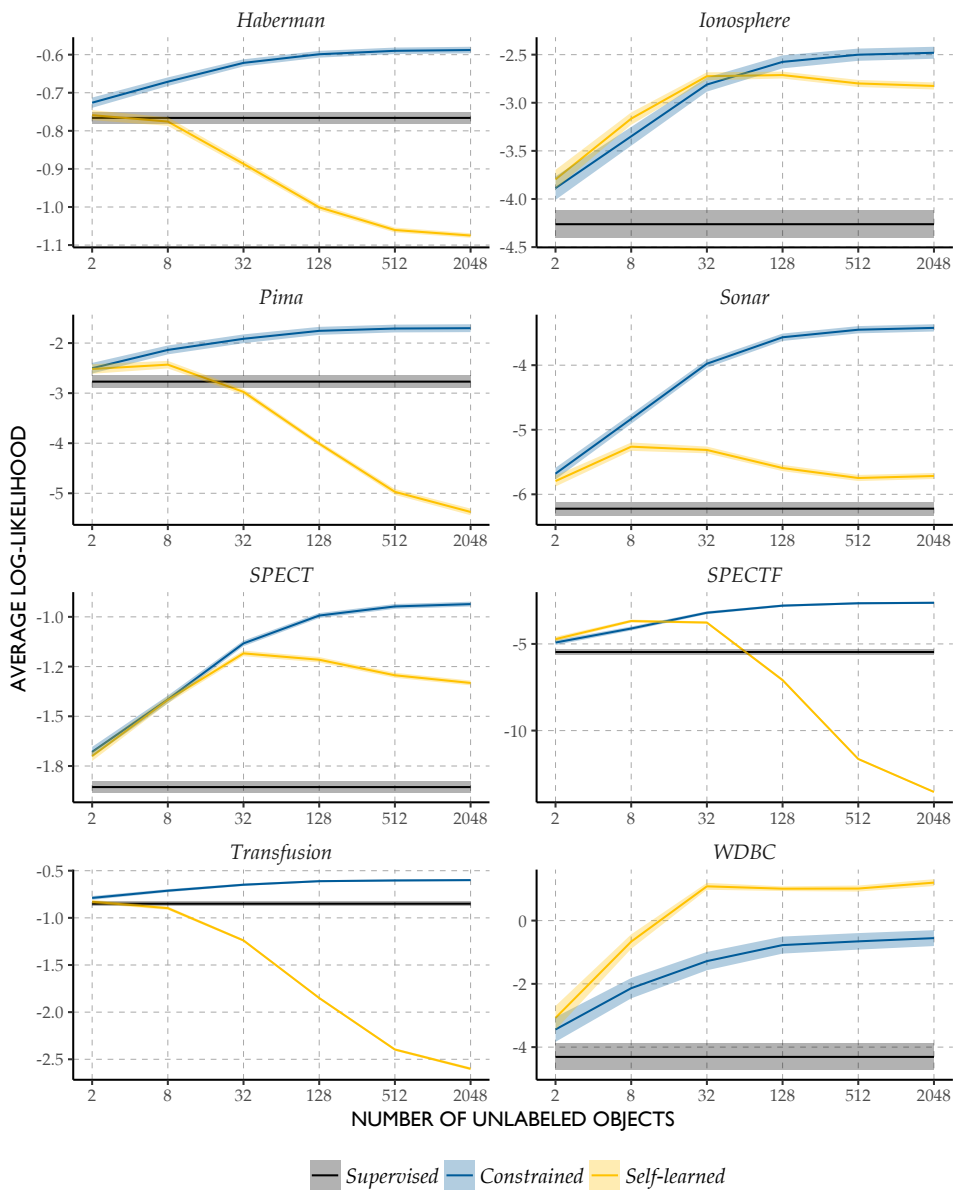 Haberman
-0.6
-0.7
-0.8
-0.9
-1.0
-1.1
2 8 32 128 512 2048
Ionosphere
-2.5
-3.0
-3.5
-4.0
-4.5
2 8 32 128 512 2048
Pima
-2
-3
-4
-5
2 8 32 128 512 2048
Sonar
-4
-5
-6
2 8 32 128 512 2048
SPECT
-1.0
-1.2
-1.5
-1.8
2 8 32 128 512 2048
SPECTF
-5
-10
2 8 32 128 512 2048
Transfusion
-0.5
-1.0
-1.5
-2.0
-2.5
2 8 32 128 512 2048
WDBC
0
-2
-4
2 8 32 128 512 2048
AVERAGE LOG-LIKELIHOOD
NUMBER OF UNLABELED OBJECTS
Supervised Constrained Self-learned